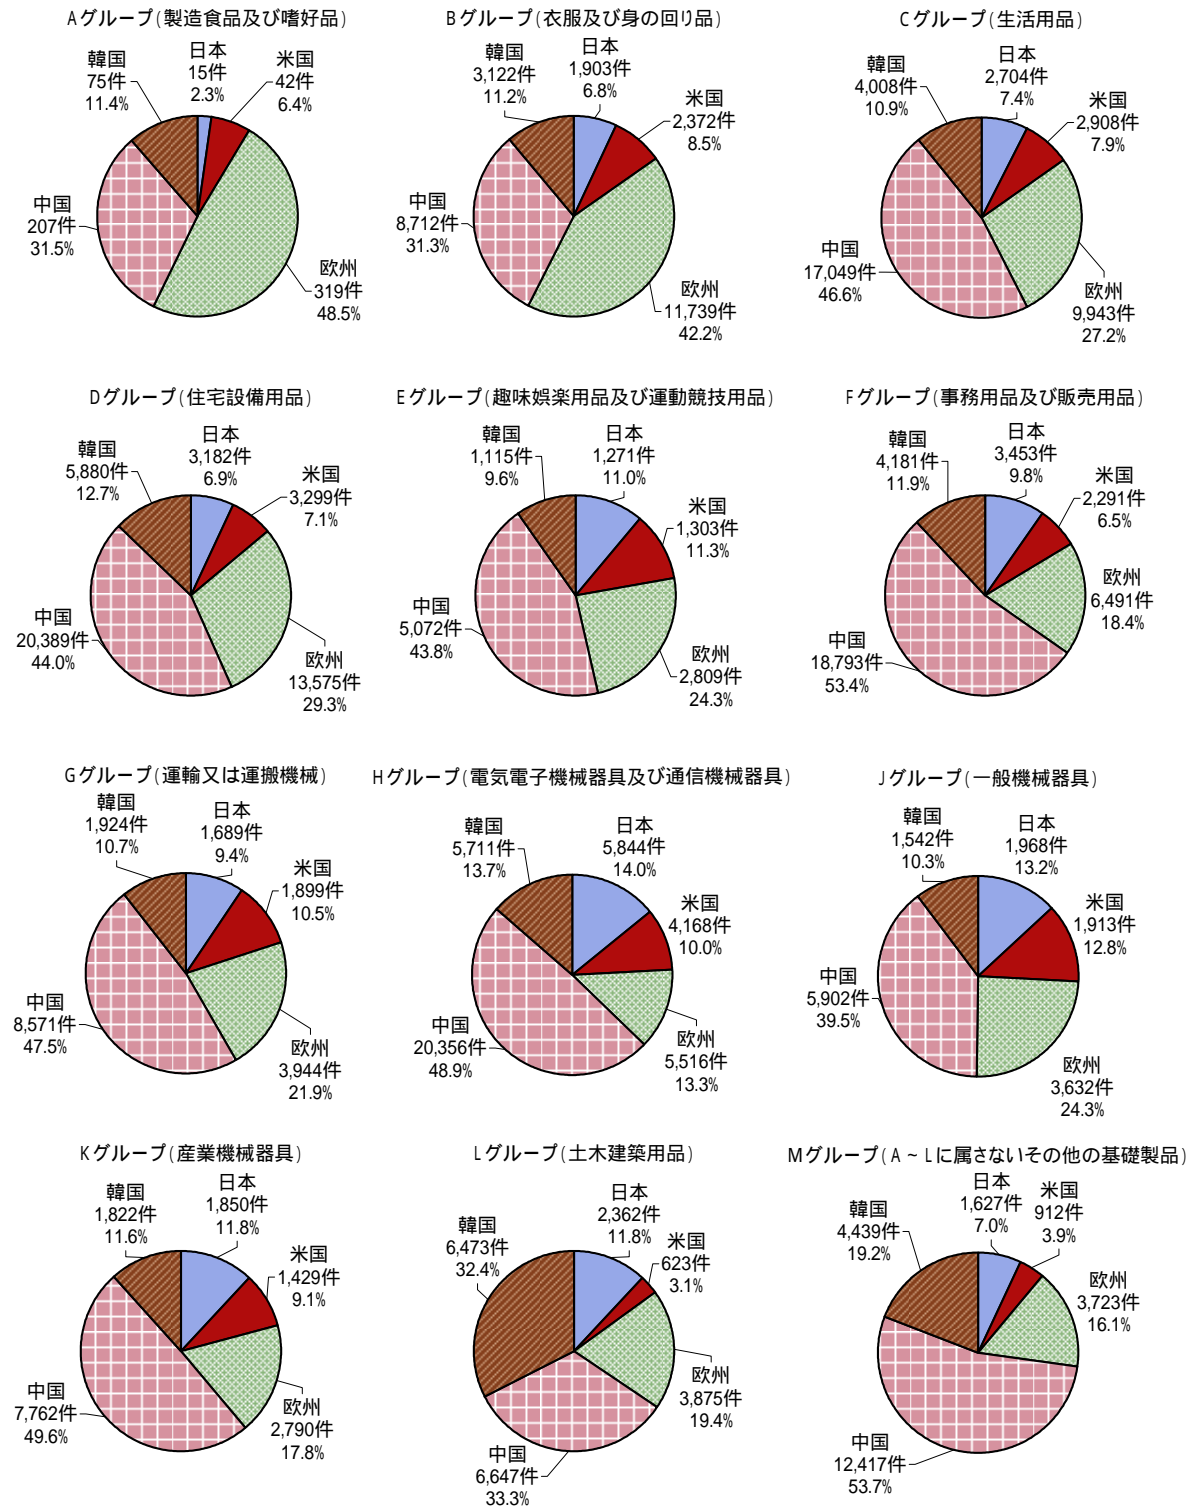 Aグループ(製造食品及び嗜好品)
韓国
75件
11.4%
日本
15件
2.3%
米国
42件
6.4%
中国
207件
31.5%
欧州
319件
48.5%
Bグループ(衣服及び身の回り品)
韓国
3,122件
11.2%
日本
1,903件
6.8%
米国
2,372件
8.5%
中国
8,712件
31.3%
欧州
11,739件
42.2%
Cグループ(生活用品)
韓国
4,008件
10.9%
日本
2,704件
7.4%
米国
2,908件
7.9%
中国
17,049件
46.6%
欧州
9,943件
27.2%
Dグループ(住宅設備用品)
韓国
5,880件
12.7%
日本
3,182件
6.9%
米国
3,299件
7.1%
中国
20,389件
44.0%
欧州
13,575件
29.3%
Eグループ(趣味娯楽用品及び運動競技用品)
韓国
1,115件
9.6%
日本
1,271件
11.0%
米国
1,303件
11.3%
中国
5,072件
43.8%
欧州
2,809件
24.3%
Fグループ(事務用品及び販売用品)
韓国
4,181件
11.9%
日本
3,453件
9.8%
米国
2,291件
6.5%
欧州
6,491件
18.4%
中国
18,793件
53.4%
Gグループ(運輸又は運搬機械)
韓国
1,924件
10.7%
日本
1,689件
9.4%
米国
1,899件
10.5%
中国
8,571件
47.5%
欧州
3,944件
21.9%
Hグループ(電気電子機械器具及び通信機械器具)
韓国
5,711件
13.7%
日本
5,844件
14.0%
米国
4,168件
10.0%
中国
20,356件
48.9%
欧州
5,516件
13.3%
Jグループ(一般機械器具)
韓国
1,542件
10.3%
日本
1,968件
13.2%
米国
1,913件
12.8%
中国
5,902件
39.5%
欧州
3,632件
24.3%
Kグループ(産業機械器具)
韓国
1,822件
11.6%
日本
1,850件
11.8%
米国
1,429件
9.1%
中国
7,762件
49.6%
欧州
2,790件
17.8%
Lグループ(土木建築用品)
韓国
6,473件
32.4%
日本
2,362件
11.8%
米国
623件
3.1%
欧州
3,875件
19.4%
中国
6,647件
33.3%
Mグループ(A～Lに属さないその他の基礎製品)
韓国
4,439件
19.2%
日本
1,627件
7.0%
米国
912件
3.9%
欧州
3,723件
16.1%
中国
12,417件
53.7%